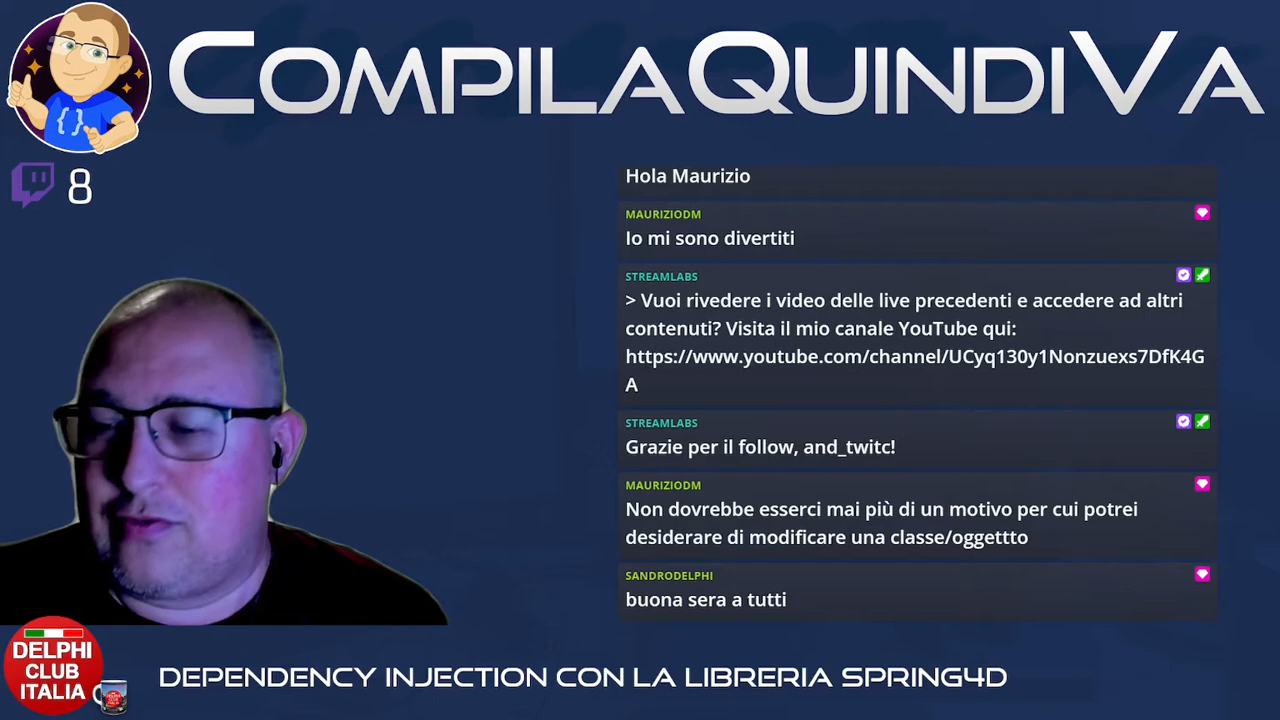 COMPILAQUINDIVA
{ }
8
Hola Maurizio
MAURIZIODM
Io mi sono divertiti
STREAMLABS
> Vuoi rivedere i video delle live precedenti e accedere ad altri
contenuti? Visita il mio canale YouTube qui:
https://www.youtube.com/channel/UCyq130y1Nonzuexs7DfK4G
A
STREAMLABS
Grazie per il follow, and_twitc!
MAURIZIODM
Non dovrebbe esserci mai più di un motivo per cui potrei
desiderare di modificare una classe/oggettto
SANDRODELPHI
buona sera a tutti
DELPHI
CLUB
ITALIA
DEPENDENCY INJECTION CON LA LIBRERIA SPRING4D